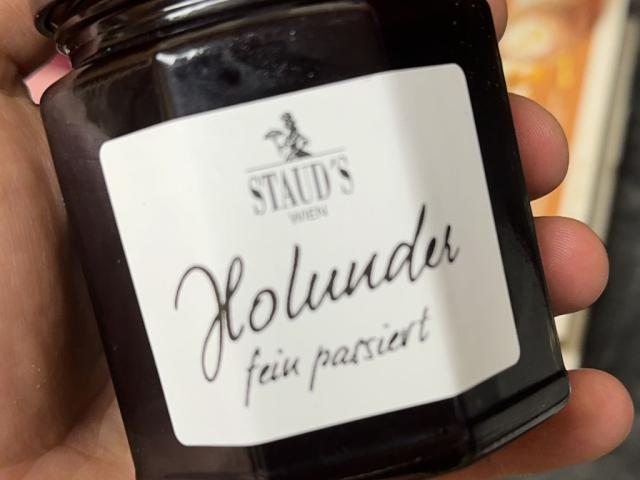 STAUD'S
WIEN
Holunder
fein passiert